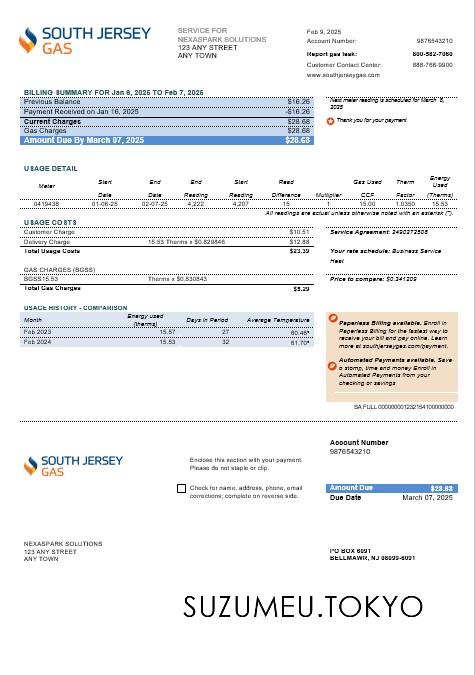 SOUTH JERSEY
GAS
SERVICE FOR
NEXASPARK SOLUTIONS
123 ANY STREET
ANY TOWN
Feb 9, 2025
Account Number: 9876543210
Report gas leak: 800-582-7060
Customer Contact Center: 888-766-9900
www.southjerseygas.com
BILLING SUMMARY FOR Jan 6, 2026 TO Feb 7, 2026
Previous Balance $16.26
Payment Received on Jan 16, 2025 -$16.26
Current Charges $28.68
Gas Charges $28.68
Amount Due By March 07, 2025 $28.68
Next meter reading is scheduled for March 8,
2025
Thank you for your payment
USAGE DETAIL
Meter Start Date End Date End Reading Start Reading Read Difference Multiplier Gas Used CCF Therm Factor Energy Used (Therms)
0419438 01-06-25 02-07-25 4,222 4,207 15 1 15.00 1.0350 15.53
All readings are actual unless otherwise noted with an asterisk (*).
USAGE COSTS
Customer Charge $10.51
Delivery Charge 15.53 Therms x $0.829846 $12.88
Total Usage Costs $23.39
Service Agreement: 2490372508
Your rate schedule: Business Service
Heat
GAS CHARGES (BGSS)
BGSS15.53 Therms x $0.830843
Total Gas Charges $5.29
Price to compare: $0.341209
USAGE HISTORY - COMPARISON
Month Energy used (therms) Days in Period Average Temperature
Feb 2023 15.57 27 60.46°
Feb 2024 15.53 32 61.70°
Paperless Billing available. Enroll in
Paperless Billing for the fastest way to
receive your bill and pay online. Learn
more at southjerseygas.com/payment.
Automated Payments available. Save
a stamp, time and money Enroll in
Automated Payments from your
checking or savings
SA FULL
SOUTH JERSEY
GAS
Enclose this section with your payment.
Please do not staple or clip.
Check for name, address, phone, email
corrections; complete on reverse side.
Account Number
9876543210
Amount Due $28.68
Due Date March 07, 2025
NEXASPARK SOLUTIONS
123 ANY STREET
ANY TOWN
PO BOX 6091
BELLMAWR, NJ 08099-6091
SUZUMEU.TOKYO